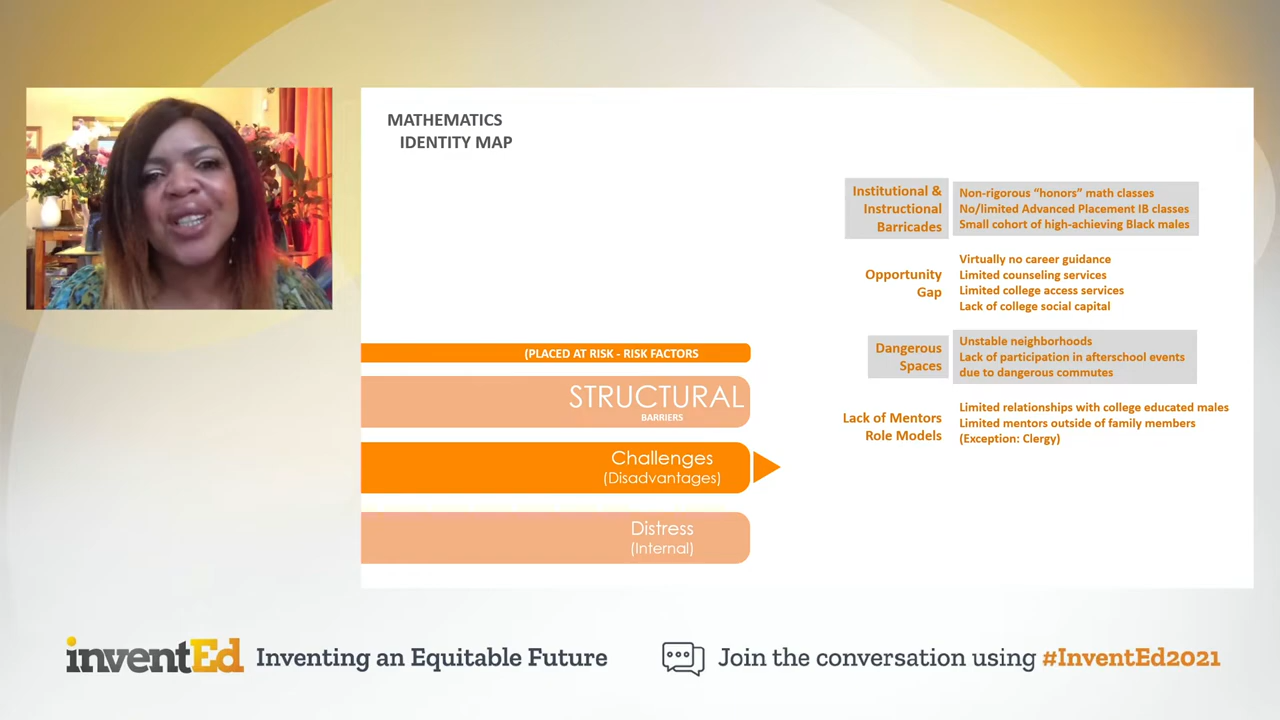 MATHEMATICS
IDENTITY MAP
(PLACED AT RISK - RISK FACTORS
STRUCTURAL
BARRIERS
Challenges
(Disadvantages)
Distress
(Internal)
Institutional &
Instructional
Barricades
Non-rigorous “honors” math classes
No/limited Advanced Placement IB classes
Small cohort of high-achieving Black males
Opportunity
Gap
Virtually no career guidance
Limited counseling services
Limited college access services
Lack of college social capital
Dangerous
Spaces
Unstable neighborhoods
Lack of participation in afterschool events
due to dangerous commutes
Lack of Mentors
Role Models
Limited relationships with college educated males
Limited mentors outside of family members
(Exception: Clergy)
inventEd Inventing an Equitable Future
Join the conversation using #InventEd2021